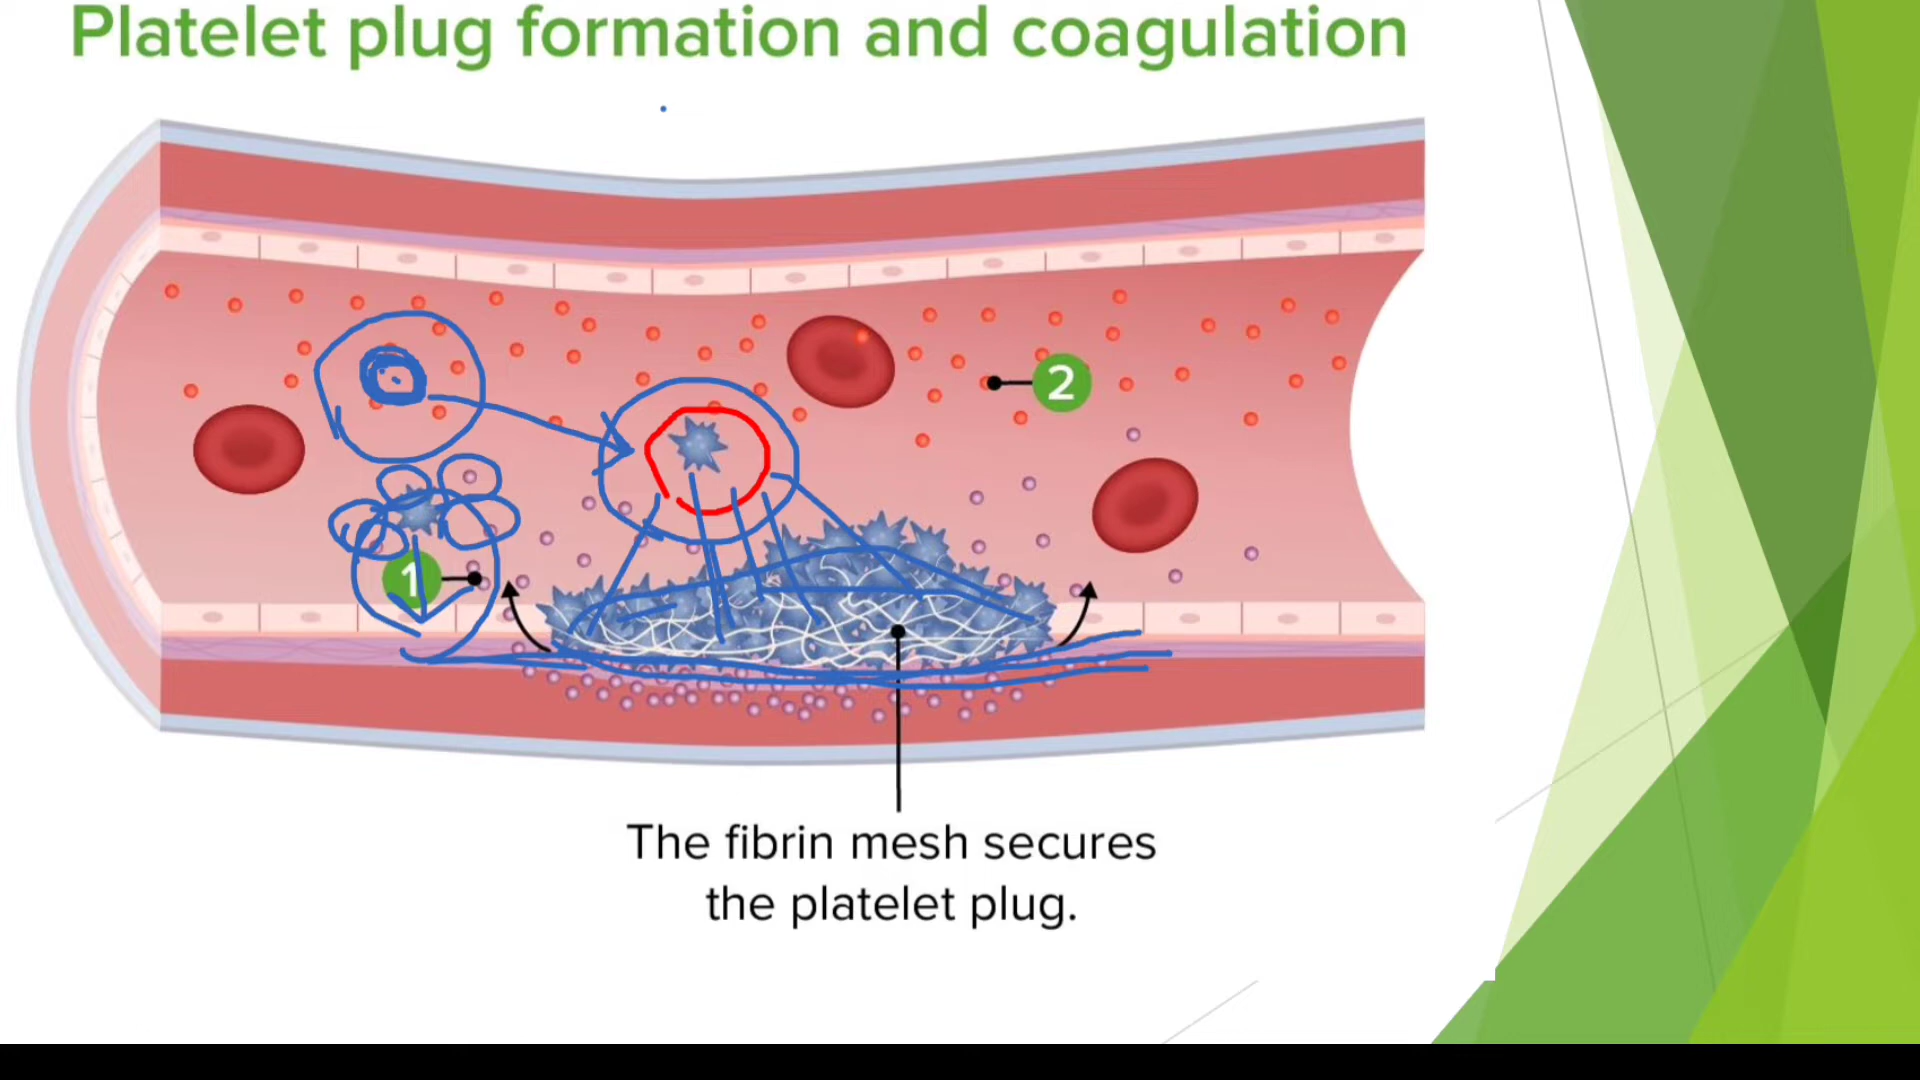 Platelet plug formation and coagulation
2
1
The fibrin mesh secures
the platelet plug.